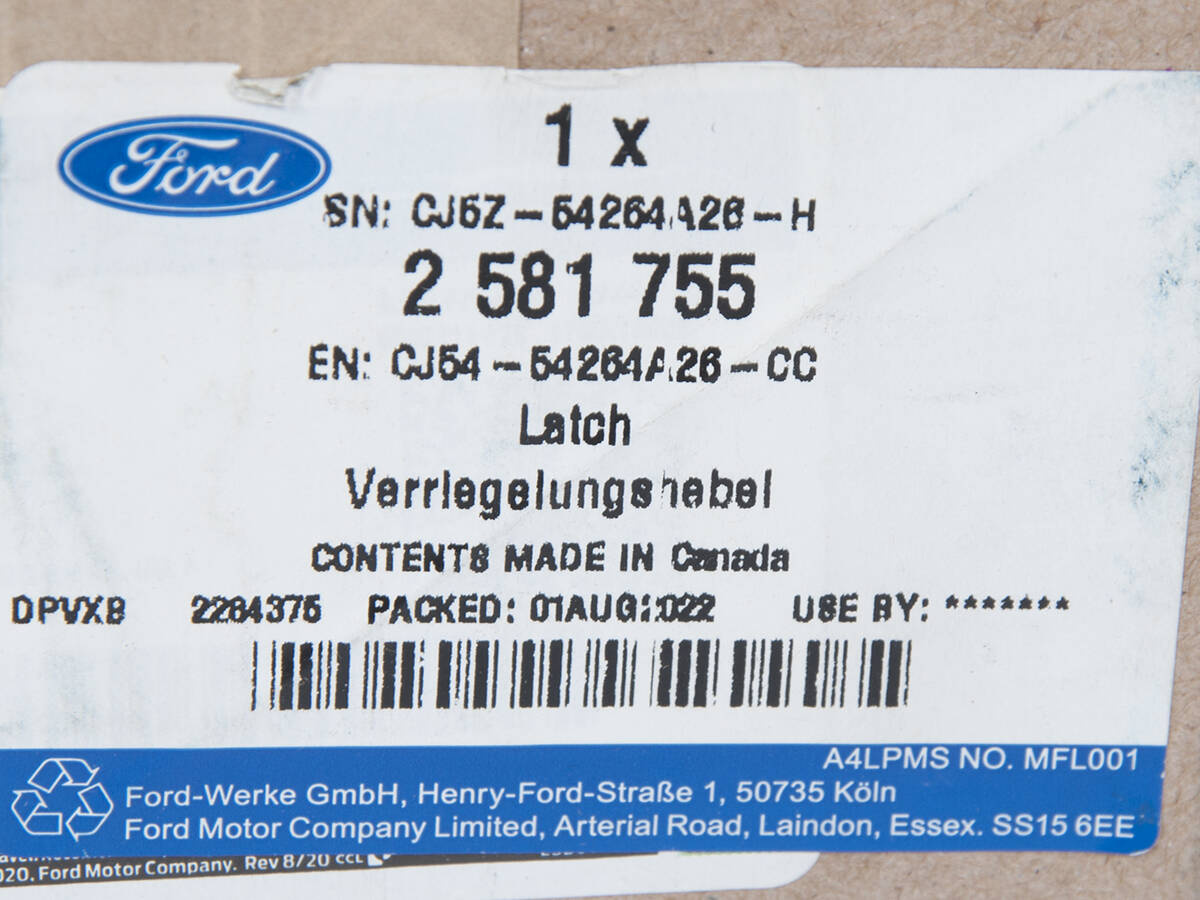 Ford
1 x
SN: CJ5Z-54264A26-H
2 581 755
EN: CJ54-54264A26-CC
Latch
Verriegelungshebel
CONTENTS MADE IN Canada
DPVXB 2264375 PACKED: 01AUG2022 USE BY: *******
A4LPMS NO. MFL001
Ford-Werke GmbH, Henry-Ford-Straße 1, 50735 Köln
Ford Motor Company Limited, Arterial Road, Laindon, Essex. SS15 6EE
020, Ford Motor Company. Rev 8/20 CCL